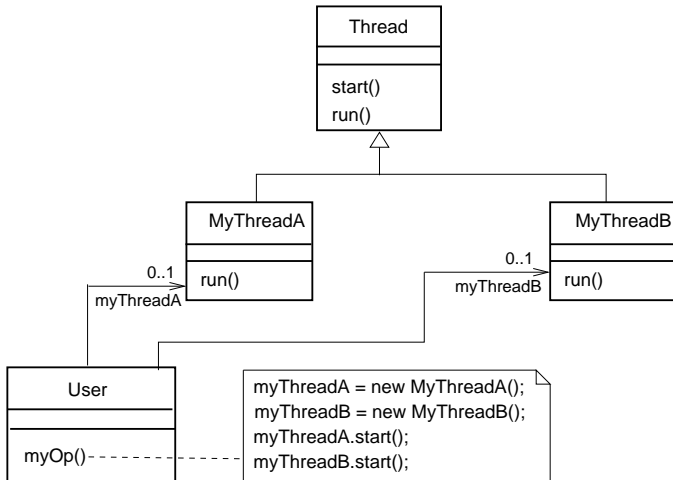 Thread
start()
run()
MyThreadA
MyThreadB
0..1
run()
myThreadA
0..1
run()
myThreadB
User
myOp()
myThreadA = new MyThreadA();
myThreadB = new MyThreadB();
myThreadA.start();
myThreadB.start();